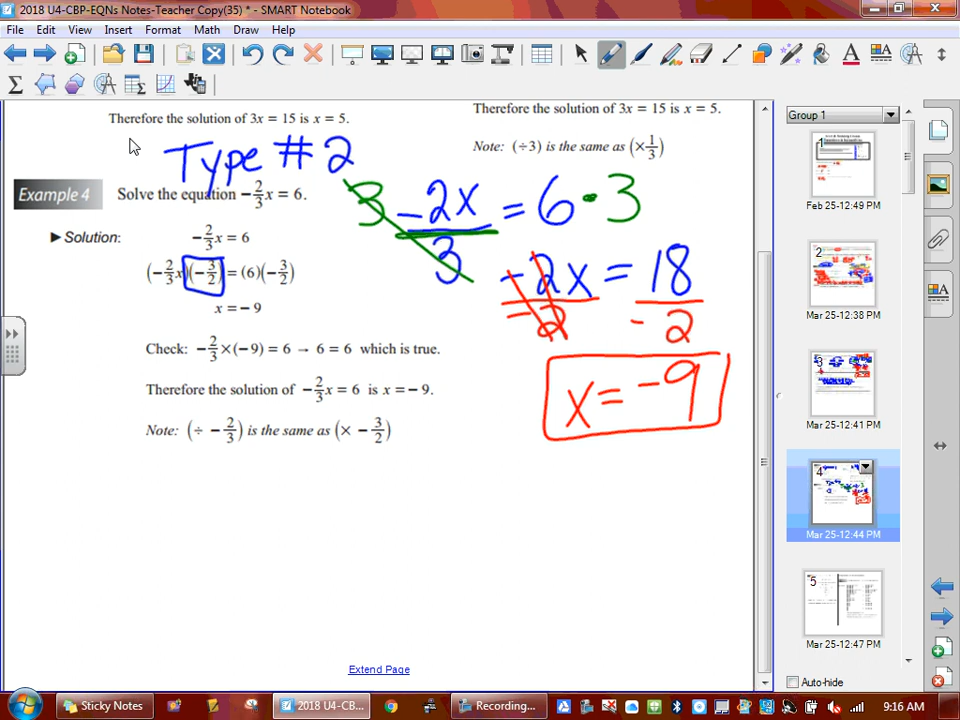 2018 U4-CBP-EQNs Notes-Teacher Copy(35) * - SMART Notebook
File Edit View Insert Format Math Draw Help
Therefore the solution of 3x = 15 is x = 5.
Therefore the solution of 3x = 15 is x = 5.
Note: (÷3) is the same as (×1/3)
Type #2
Example 4 Solve the equation −2/3x = 6.
►Solution:
−2/3x = 6
(−2/3x)(−3/2) = (6)(−3/2)
x = − 9
Check: −2/3×(−9) = 6 → 6 = 6 which is true.
Therefore the solution of −2/3x = 6 is x = − 9.
Note: (÷ −2/3) is the same as (× −3/2)
3 -2x/3 = 6 · 3
-2x/-2 = 18/-2
x = -9
Extend Page
Group 1
1
Feb 25-12:49 PM
2
Mar 25-12:38 PM
3
Mar 25-12:41 PM
4
Mar 25-12:44 PM
5
Mar 25-12:47 PM
Auto-hide
Sticky Notes
2018 U4-CB...
Recording...
9:16 AM